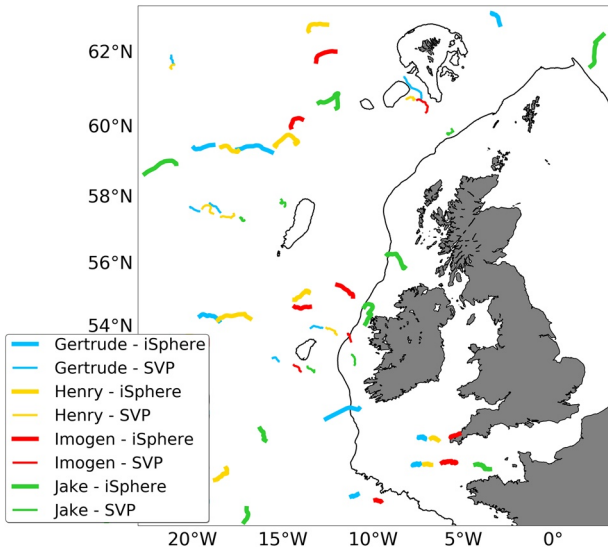 62°N
60°N
58°N
56°N
54°N
Gertrude - iSphere
Gertrude - SVP
Henry - iSphere
Henry - SVP
Imogen - iSphere
Imogen - SVP
Jake - iSphere
Jake - SVP
20°W 15°W 10°W 5°W 0°